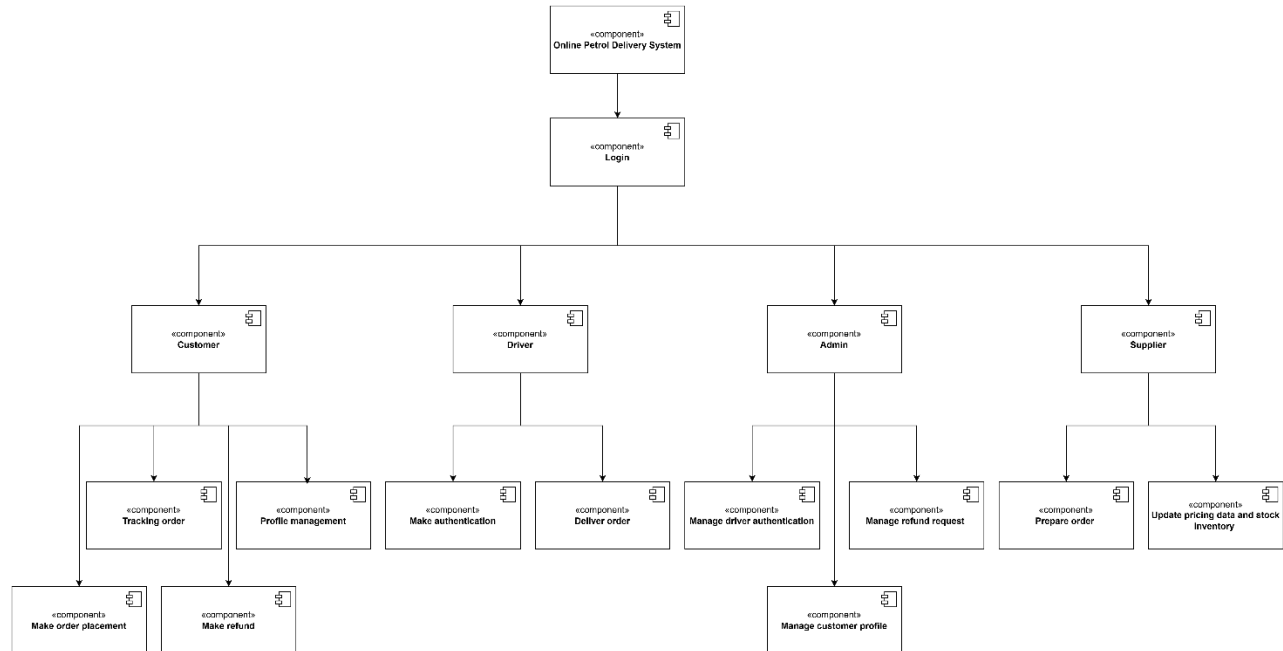 «component»
Online Petrol Delivery System
«component»
Login
«component»
Customer
«component»
Driver
«component»
Admin
«component»
Supplier
«component»
Tracking order
«component»
Profile management
«component»
Make authentication
«component»
Deliver order
«component»
Manage driver authentication
«component»
Manage refund request
«component»
Prepare order
«component»
Update pricing data and stock
inventory
«component»
Make order placement
«component»
Make refund
«component»
Manage customer profile